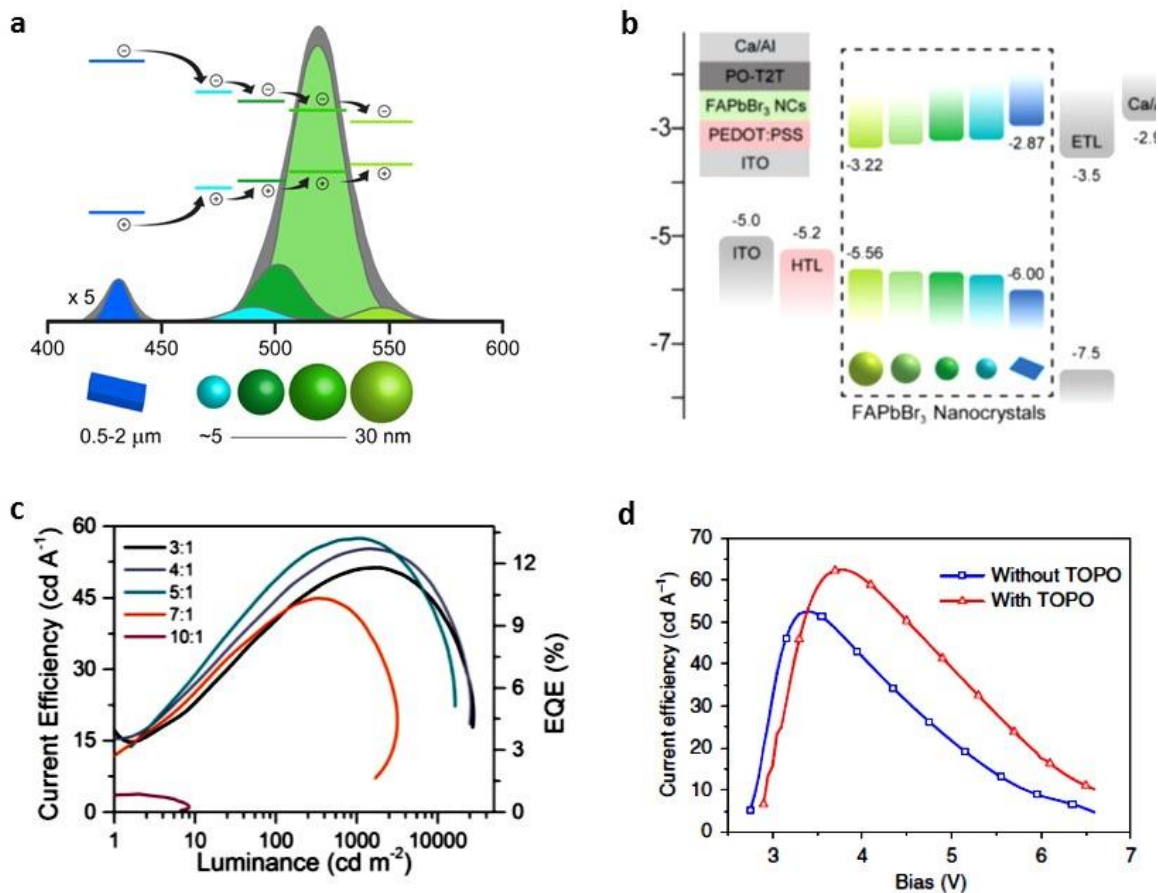 a
x 5
400
450
500
550
600
0.5-2 μm
~5
30 nm
b
Ca/Al
PO-T2T
FAPbBr₃ NCs
PEDOT:PSS
ITO
-3
-5
-7
-5.0
ITO
-5.2
HTL
-3.22
-2.87
-5.56
-6.00
FAPbBr₃ Nanocrystals
ETL
-3.5
-7.5
-2.9
c
Current Efficiency (cd A⁻¹)
60
45
30
15
0
3:1
4:1
5:1
7:1
10:1
12
9
6
3
0
EQE (%)
1
10
100
1000
10000
Luminance (cd m⁻²)
d
Current efficiency (cd A⁻¹)
70
60
50
40
30
20
10
0
Without TOPO
With TOPO
3
4
5
6
7
Bias (V)